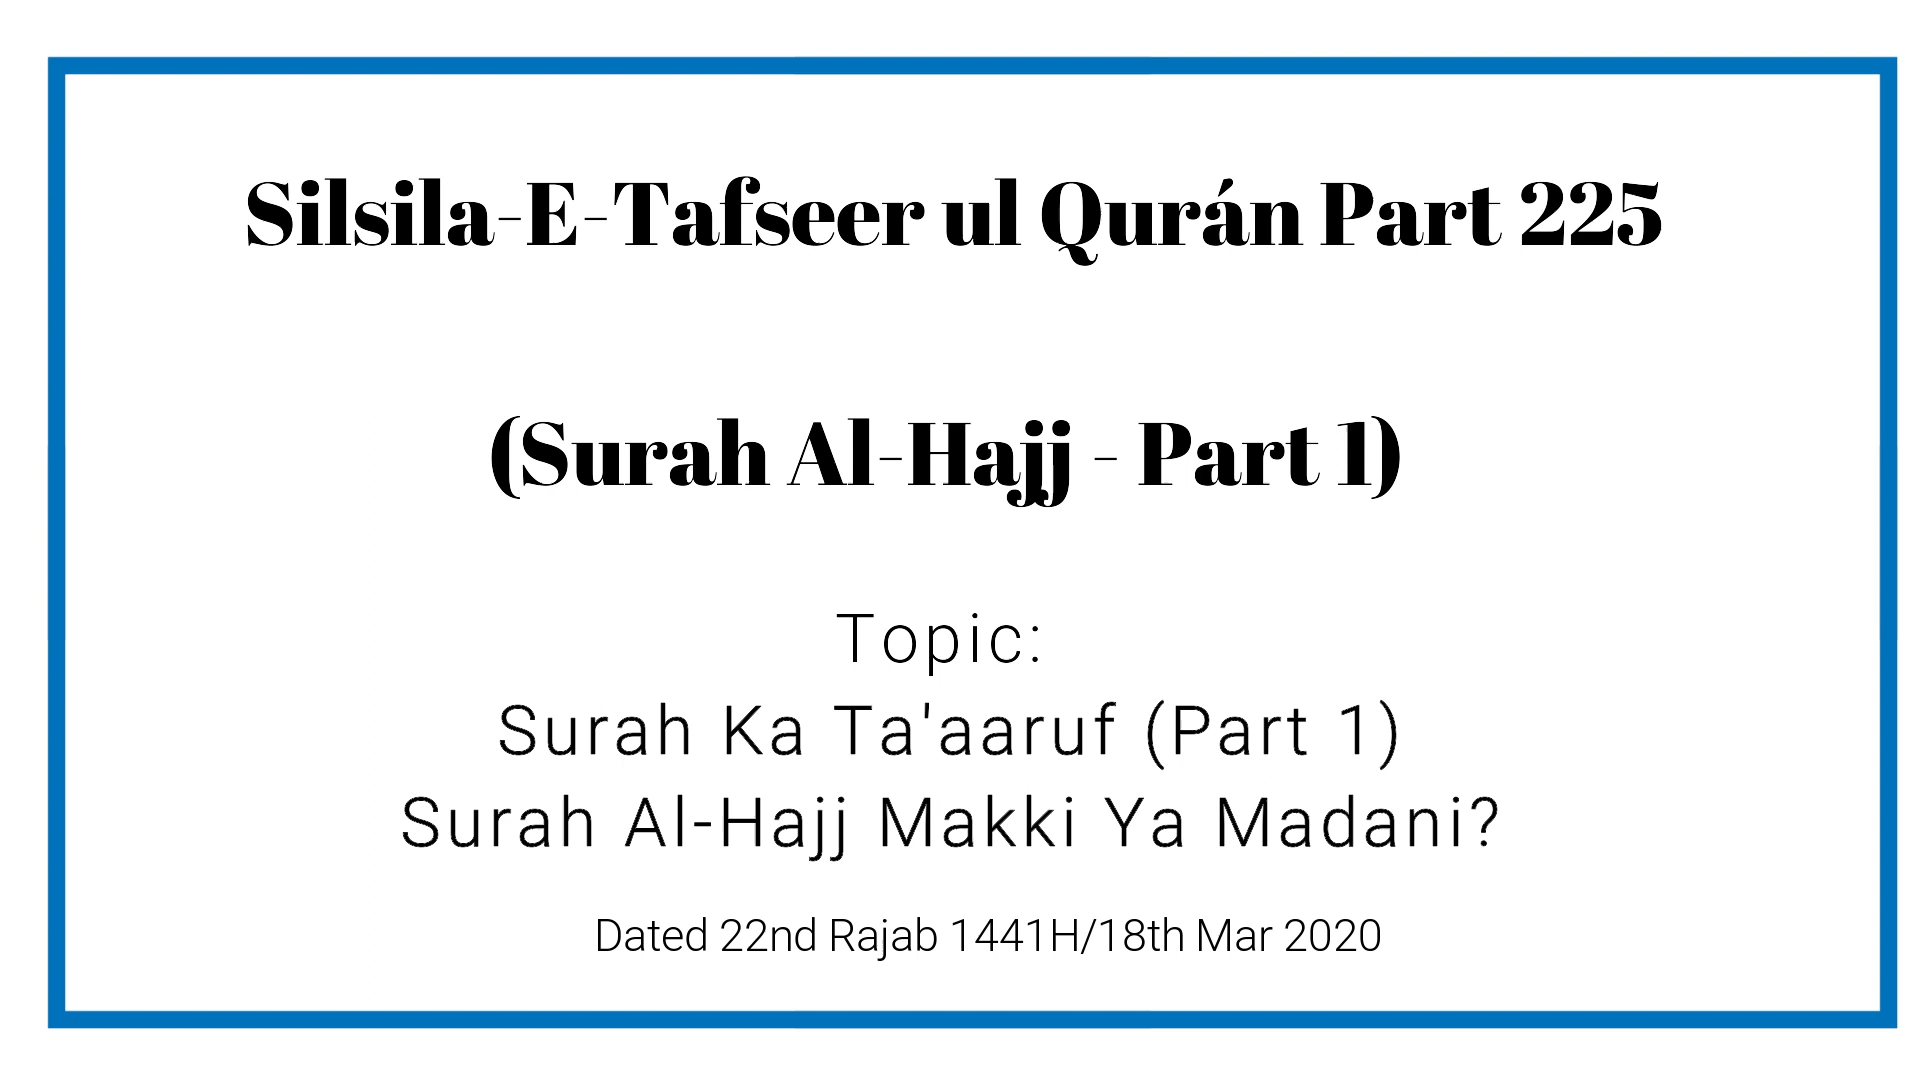 Silsila-E-Tafseer ul Qurán Part 225
(Surah Al-Hajj - Part 1)
Topic:
Surah Ka Ta'aaruf (Part 1)
Surah Al-Hajj Makki Ya Madani?
Dated 22nd Rajab 1441H/18th Mar 2020